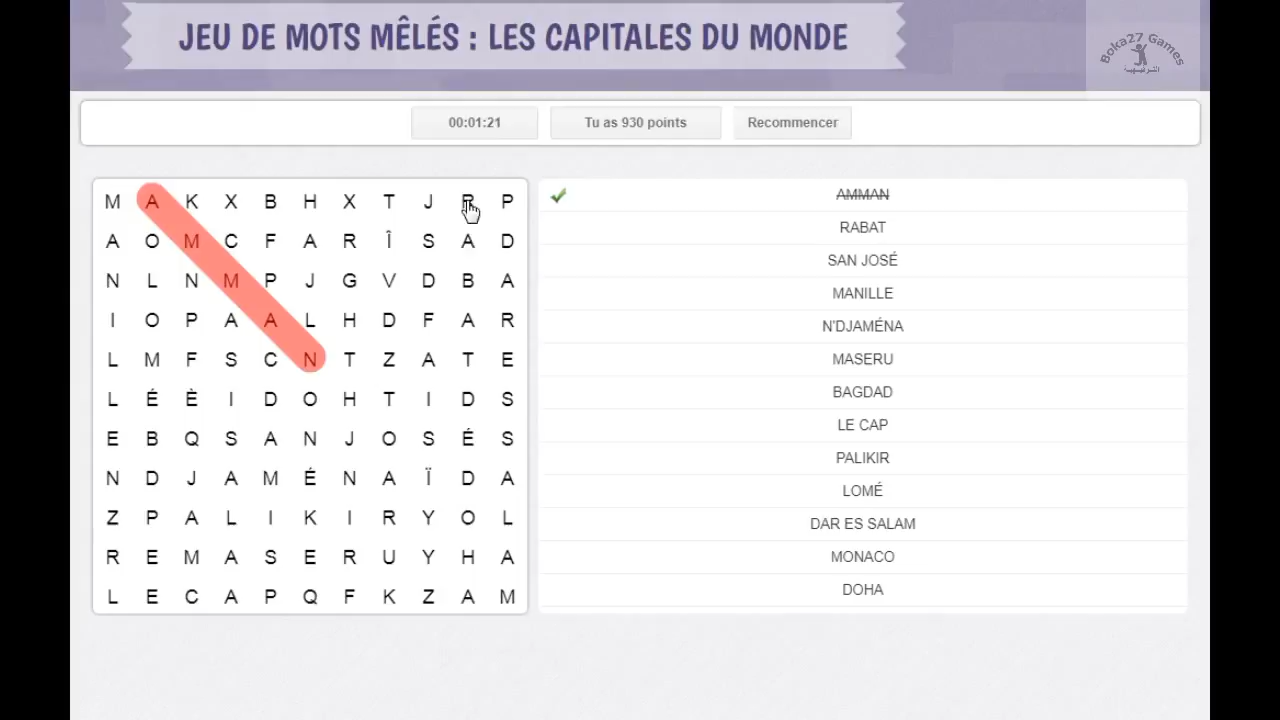 JEU DE MOTS MÊLÉS : LES CAPITALES DU MONDE
Boka27 Games
الترفيهية
00:01:21
Tu as 930 points
Recommencer
M A K X B H X T J R P
A O M C F A R Î S A D
N L N M P J G V D B A
I O P A A L H D F A R
L M F S C N T Z A T E
L É È I D O H T I D S
E B Q S A N J O S É S
N D J A M É N A Ï D A
Z P A L I K I R Y O L
R E M A S E R U Y H A
L E C A P Q F K Z A M
AMMAN
RABAT
SAN JOSÉ
MANILLE
N'DJAMÉNA
MASERU
BAGDAD
LE CAP
PALIKIR
LOMÉ
DAR ES SALAM
MONACO
DOHA